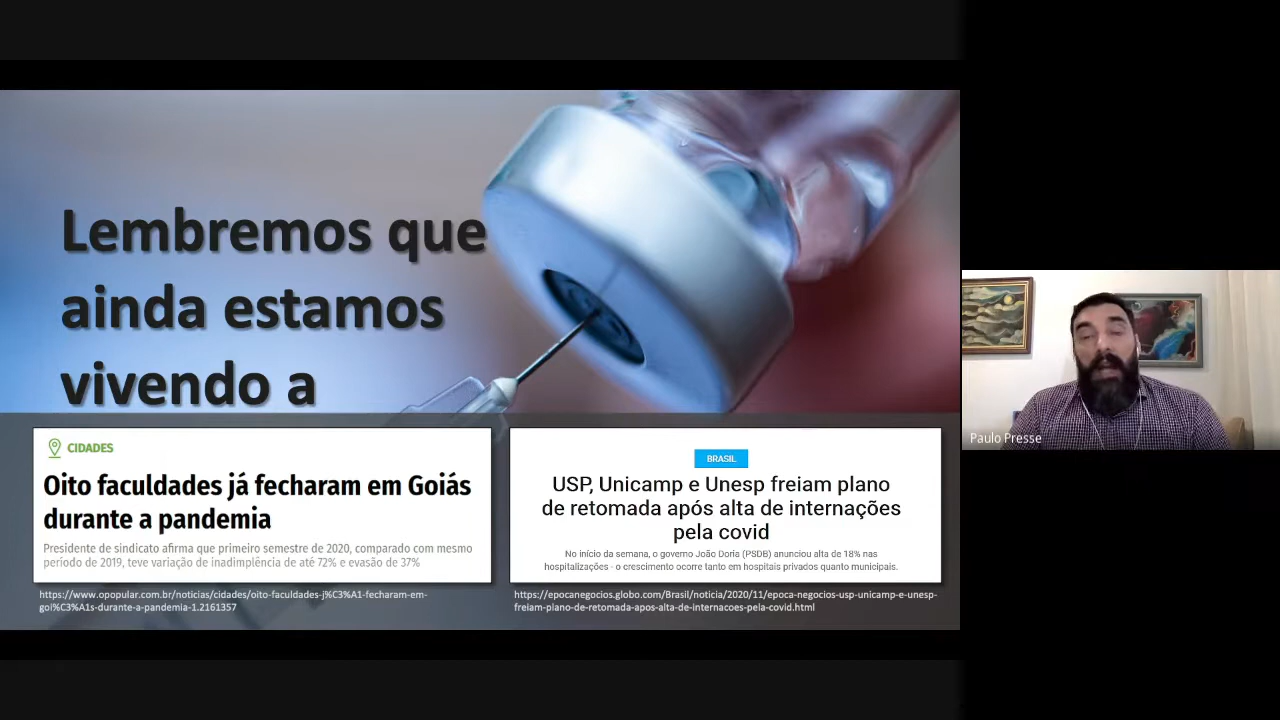 Lembremos que
ainda estamos
vivendo a
CIDADES
Oito faculdades já fecharam em Goiás
durante a pandemia
Presidente de sindicato afirma que primeiro semestre de 2020, comparado com mesmo
período de 2019, teve variação de inadimplência de até 72% e evasão de 37%
https://www.opopular.com.br/noticias/cidades/oito-faculdades-j%C3%A1-fecharam-em-
goi%C3%A1s-durante-a-pandemia-1.2161357
BRASIL
USP, Unicamp e Unesp freiam plano
de retomada após alta de internações
pela covid
No início da semana, o governo João Doria (PSDB) anunciou alta de 18% nas
hospitalizações - o crescimento ocorre tanto em hospitais privados quanto municipais.
https://epocanegocios.globo.com/Brasil/noticia/2020/11/epoca-negocios-usp-unicamp-e-unesp-
freiam-plano-de-retomada-apos-alta-de-internacoes-pela-covid.html
Paulo Presse